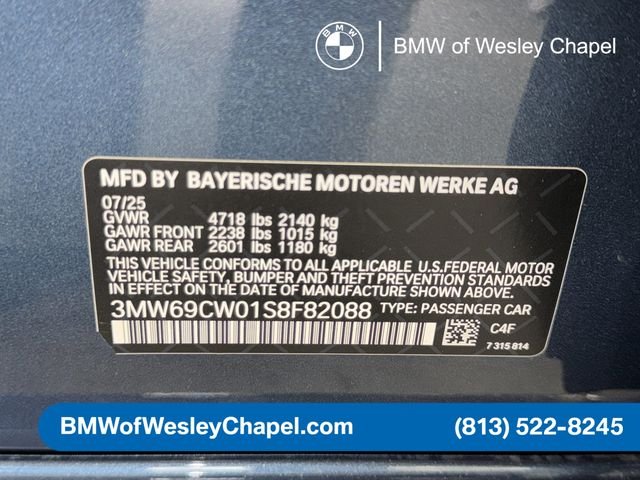 BMW
BMW of Wesley Chapel
MFD BY BAYERISCHE MOTOREN WERKE AG
07/25
GVWR 4718 lbs 2140 kg
GAWR FRONT 2238 lbs 1015 kg
GAWR REAR 2601 lbs 1180 kg
THIS VEHICLE CONFORMS TO ALL APPLICABLE U.S.FEDERAL MOTOR
VEHICLE SAFETY, BUMPER AND THEFT PREVENTION STANDARDS
IN EFFECT ON THE DATE OF MANUFACTURE SHOWN ABOVE.
3MW69CW01S8F82088 TYPE: PASSENGER CAR
C4F
7 315 814
BMWofWesleyChapel.com
(813) 522-8245